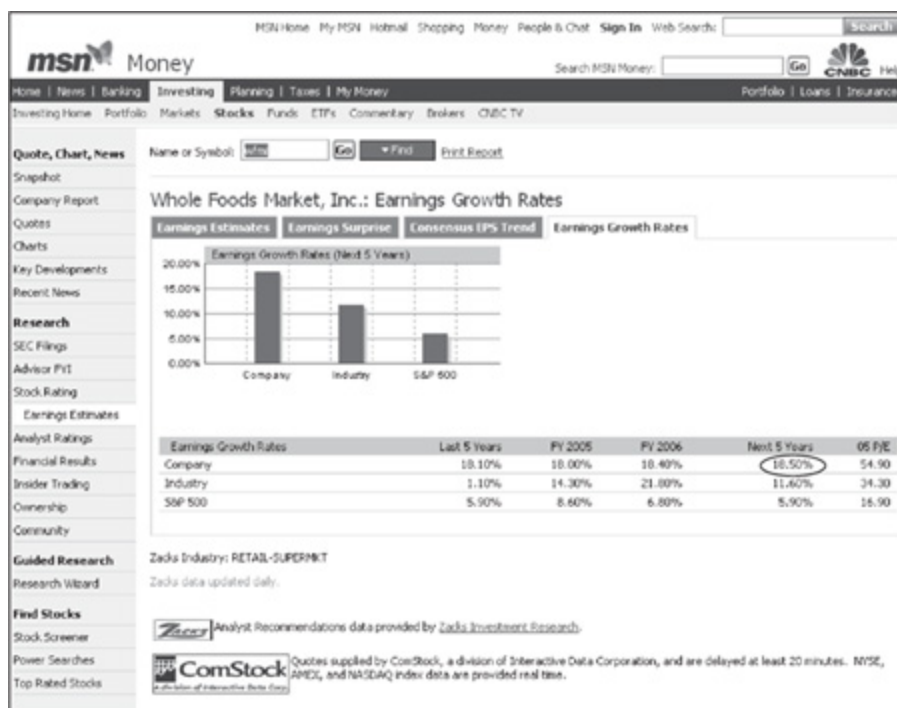 MSN Home My MSN Hotmail Shopping Money People & Chat Sign In Web Search: Search
msn Money
Search MSN Money: Go
CNBC
Home | News | Banking Investing Planning | Taxes | My Money Portfolio | Loans | Insurance
Investing Home Portfolio Markets Stocks Funds ETFs Commentary Brokers CNBC TV
Quote, Chart, News
Snapshot
Company Report
Quotes
Charts
Key Developments
Recent News
Research
SEC Filings
Advisor FYI
Stock Rating
Earnings Estimates
Analyst Ratings
Financial Results
Insider Trading
Ownership
Community
Guided Research
Research Wizard
Find Stocks
Stock Screener
Power Searches
Top Rated Stocks
Name or Symbol: Go Find Print Report
Whole Foods Market, Inc.: Earnings Growth Rates
Earnings Estimates Earnings Surprise Consensus EPS Trend Earnings Growth Rates
Earnings Growth Rates (Next 5 Years)
20.00%
15.00%
10.00%
5.00%
0.00%
Company Industry S&P 500
Earnings Growth Rates Last 5 Years FY 2005 FY 2006 Next 5 Years 05 P/E
Company 18.10% 18.00% 18.40% 18.50% 54.90
Industry 1.10% 14.30% 21.80% 11.60% 34.30
S&P 500 5.90% 8.60% 6.80% 5.90% 16.90
Zacks Industry: RETAIL-SUPERMKT
Zacks data updated daily.
Zacks Analyst Recommendations data provided by Zacks Investment Research.
ComStock
A division of Interactive Data Corp.
Quotes supplied by ComStock, a division of Interactive Data Corporation, and are delayed at least 20 minutes. NYSE,
AMEX, and NASDAQ index data are provided real time.